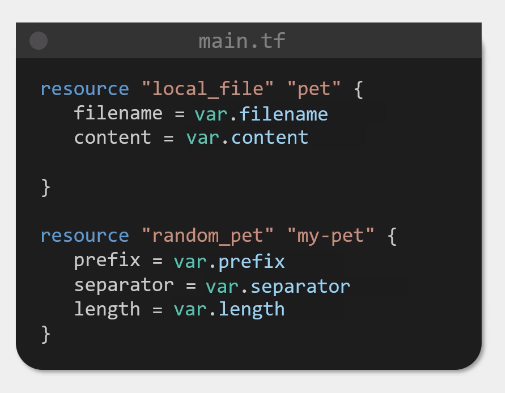 main.tf
resource "local_file" "pet" {
filename = var.filename
content = var.content
}
resource "random_pet" "my-pet" {
prefix = var.prefix
separator = var.separator
length = var.length
}